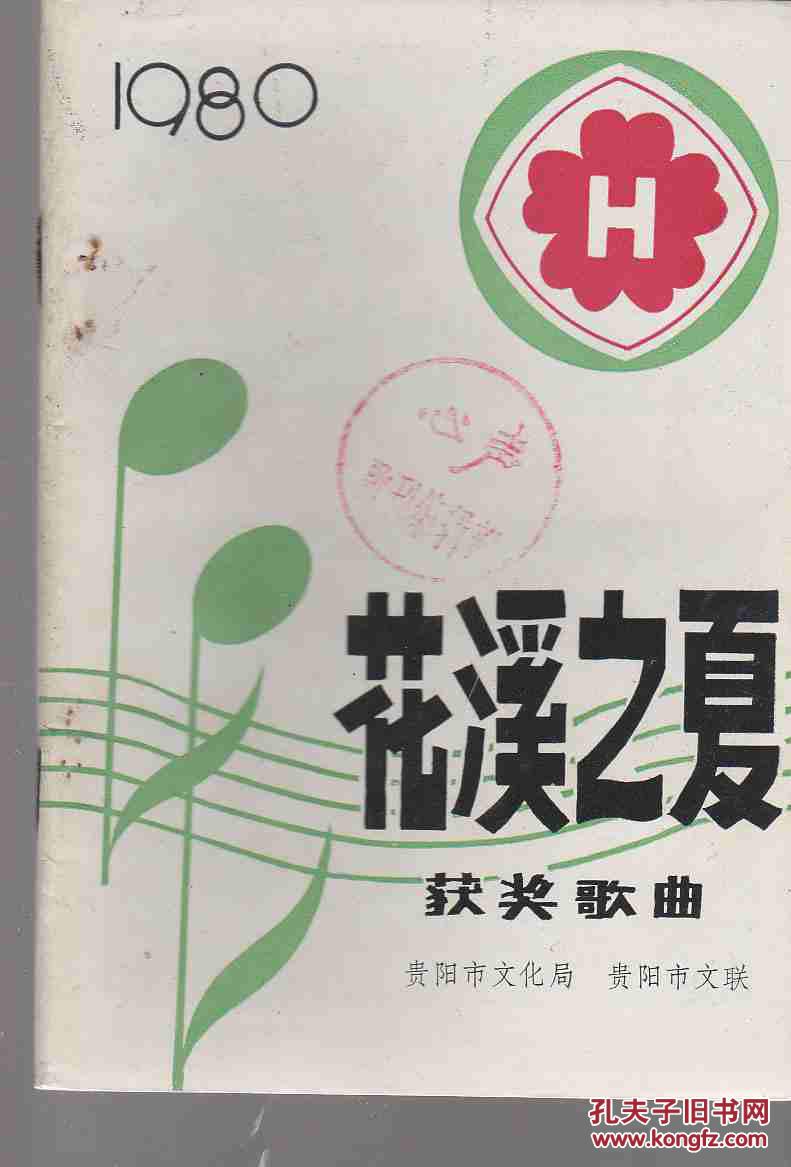 1980
H
花溪之夏
获奖歌曲
贵阳市文化局 贵阳市文联
孔夫子旧书网
www.kongfz.com